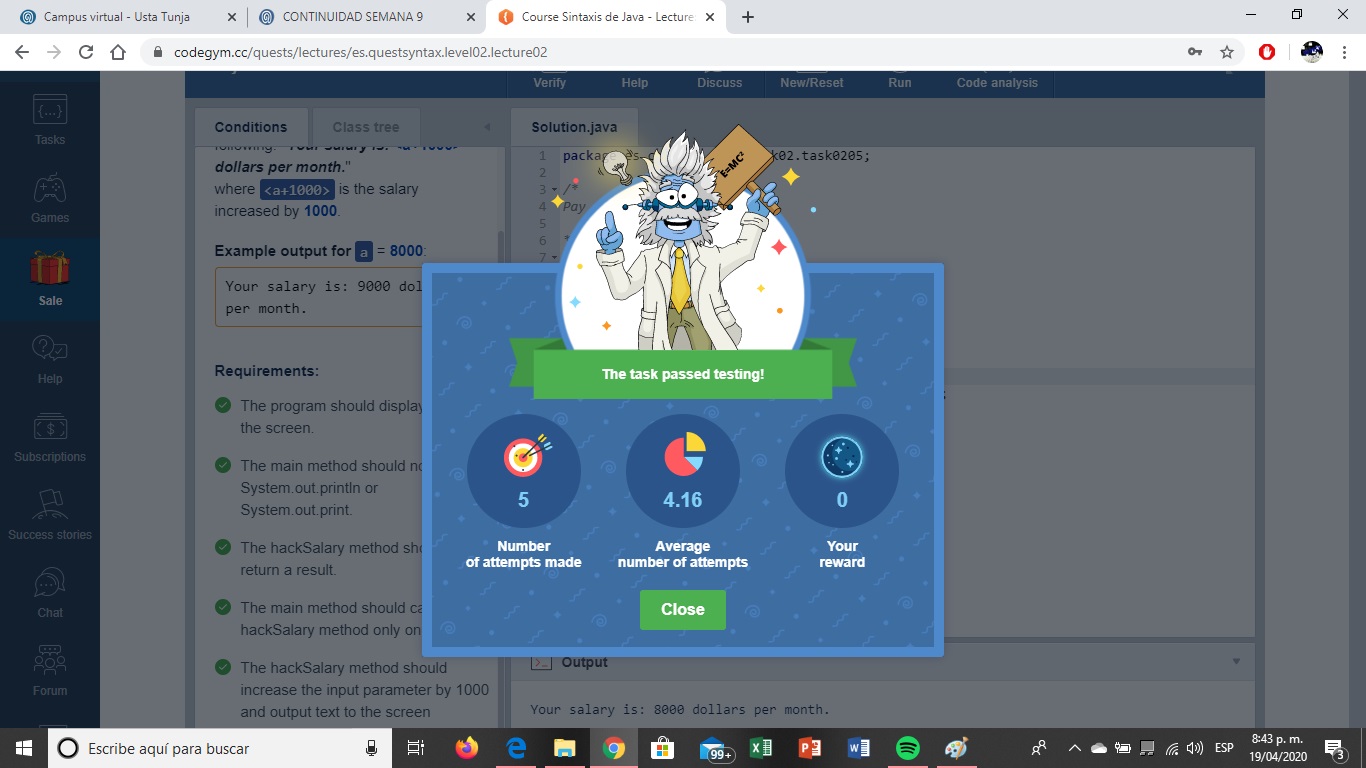 Campus virtual - Usta Tunja
CONTINUIDAD SEMANA 9
Course Sintaxis de Java - Lecture
codegym.cc/quests/lectures/es.questsyntax.level02.lecture02
Verify
Help
Discuss
New/Reset
Run
Code analysis
Tasks
Games
Sale
Help
Subscriptions
Success stories
Chat
Forum
Conditions
Class tree
dollars per month."
where <a+1000> is the salary
increased by 1000.
Example output for a = 8000:
Your salary is: 9000 dol
per month.
Requirements:
The program should display
the screen.
The main method should no
System.out.println or
System.out.print.
The hackSalary method sho
return a result.
The main method should ca
hackSalary method only on
The hackSalary method should
increase the input parameter by 1000
and output text to the screen
Solution.java
1 package es.c k02.task0205;
2
3 /*
4 Pay
5
6 *
7
E=MC²
The task passed testing!
5
Number
of attempts made
4.16
Average
number of attempts
0
Your
reward
Close
Output
Your salary is: 8000 dollars per month.
Escribe aquí para buscar
99+
ESP
8:43 p. m.
19/04/2020
3